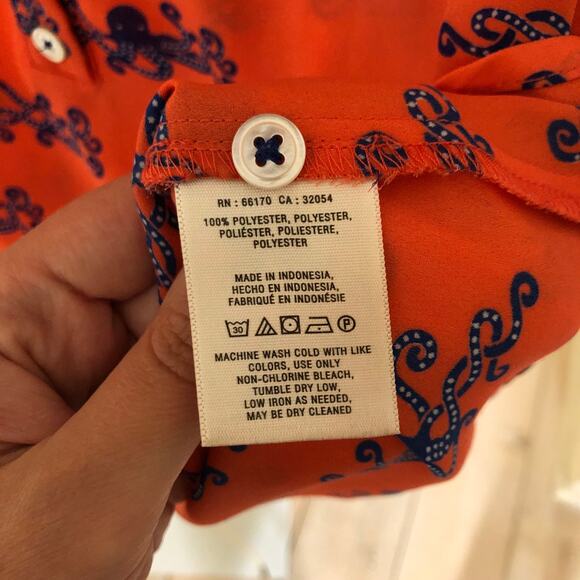 RN : 66170 CA : 32054
100% POLYESTER, POLYESTER,
POLIÉSTER, POLIESTERE,
POLYESTER
MADE IN INDONESIA,
HECHO EN INDONESIA,
FABRIQUÉ EN INDONÉSIE
30 P
MACHINE WASH COLD WITH LIKE
COLORS, USE ONLY
NON-CHLORINE BLEACH,
TUMBLE DRY LOW,
LOW IRON AS NEEDED,
MAY BE DRY CLEANED